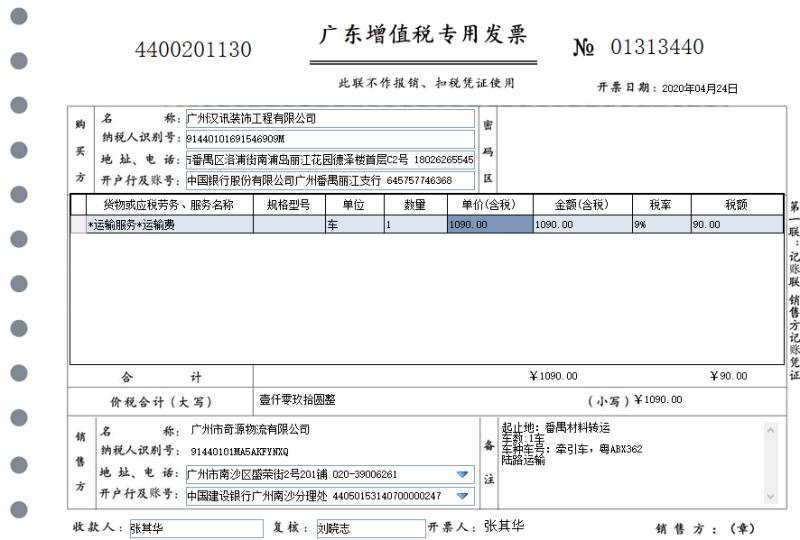 广东增值税专用发票
4400201130
№ 01313440
此联不作报销、扣税凭证使用
开票日期：2020年04月24日
购买方
名 称：广州汉讯装饰工程有限公司
纳税人识别号：91440101691546909M
地 址、电 话：番禺区洛浦街南浦岛丽江花园德泽楼首层C2号 18026265545
开户行及账号：中国银行股份有限公司广州番禺丽江支行 645757746368
密码区
货物或应税劳务、服务名称 规格型号 单位 数量 单价(含税) 金额(含税) 税率 税额
*运输服务*运输费 车 1 1090.00 1090.00 9% 90.00
合 计 ￥1090.00 ￥90.00
价税合计(大写) 壹仟零玖拾圆整 (小写)￥1090.00
销售方
名 称：广州市奇源物流有限公司
纳税人识别号：91440101MA5AKFYNXQ
地 址、电 话：广州市南沙区盛荣街2号201铺 020-39006261
开户行及账号：中国建设银行广州南沙分理处 44050153140700000247
备注
起止地：番禺材料转运
车数:1车
车种车号：牵引车，粤ABX362
陆路运输
收款人：张其华 复核：刘晓志 开票人：张其华 销售方：(章)
第一联：记账联 销售方记账凭证